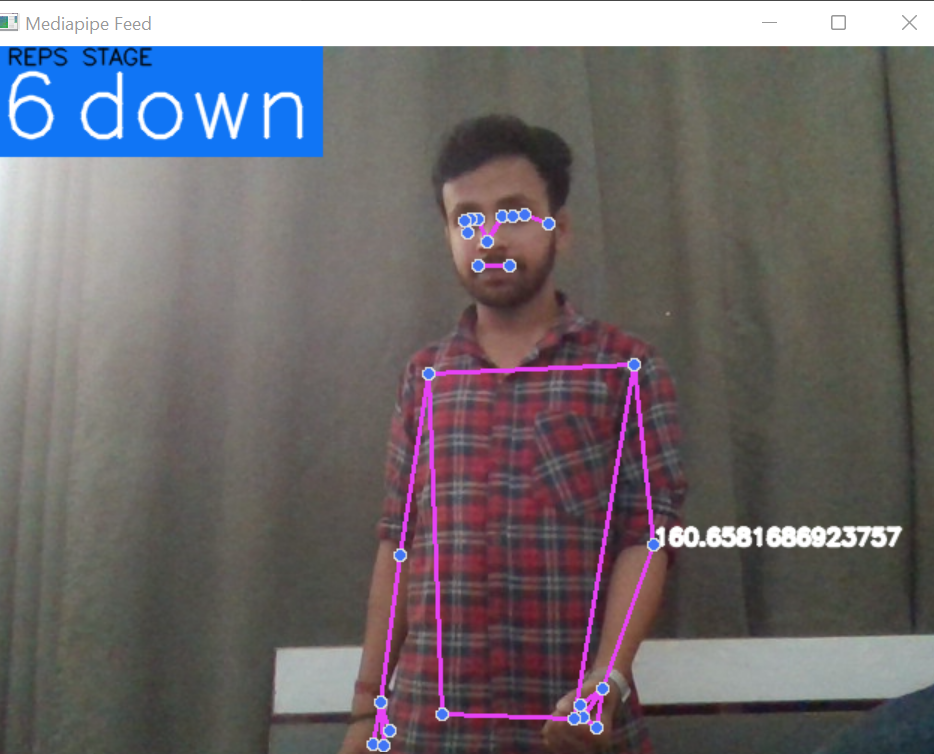 Mediapipe Feed
REPS STAGE
6 down
160.6581686923757